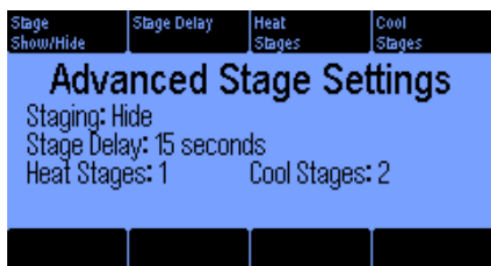 Stage Stage Delay Heat Cool
Show/Hide Stages Stages
Advanced Stage Settings
Staging: Hide
Stage Delay: 15 seconds
Heat Stages: 1 Cool Stages: 2